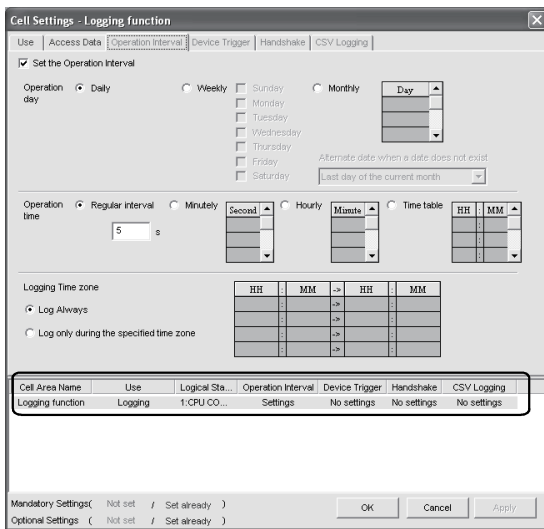 Cell Settings - Logging function
Use Access Data Operation Interval Device Trigger Handshake CSV Logging
Set the Operation Interval
Operation day Daily Weekly Sunday Monthly Day
Monday
Tuesday
Wednesday
Thursday
Friday Alternate date when a date does not exist
Saturday Last day of the current month
Operation time Regular interval Minutely Second Hourly Minute Time table HH : MM
5 s
:
:
Logging Time zone HH : MM -> HH : MM
: -> :
Log Always : -> :
: -> :
Log only during the specified time zone : -> :
: -> :
Cell Area Name Use Logical Sta... Operation Interval Device Trigger Handshake CSV Logging
Logging function Logging 1:CPU CO... Settings No settings No settings No settings
Mandatory Settings( Not set / Set already ) OK Cancel Apply
Optional Settings ( Not set / Set already )